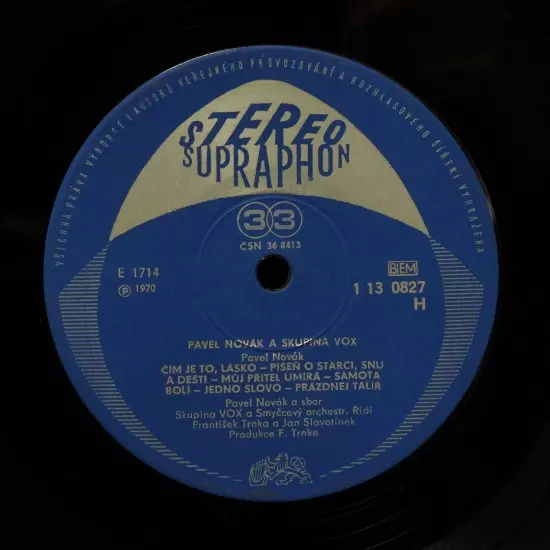 VŠECHNA PRÁVA VÝROBCE I AUTORŮ VEŘEJNÉHO PROVOZOVÁNÍ A ROZHLASOVÉHO ŠÍŘENÍ VYHRAŽENA
STEREO
SUPRAPHON
33
ČSN 36 8413
E 1714
℗ 1970
BIEM
1 13 0827
H
PAVEL NOVÁK A SKUPINA VOX
Pavel Novák
ČÍM JE TO, LÁSKO – PÍSEŇ O STARCI, SNU
A DEŠTI – MŮJ PŘÍTEL UMÍRÁ – SAMOTA
BOLÍ – JEDNO SLOVO – PRÁZDNEJ TALÍŘ
Pavel Novák a sbor
Skupina VOX a Smyčcový orchestr. Řídí
František Trnka a Jan Slavotínek
Produkce F. Trnka